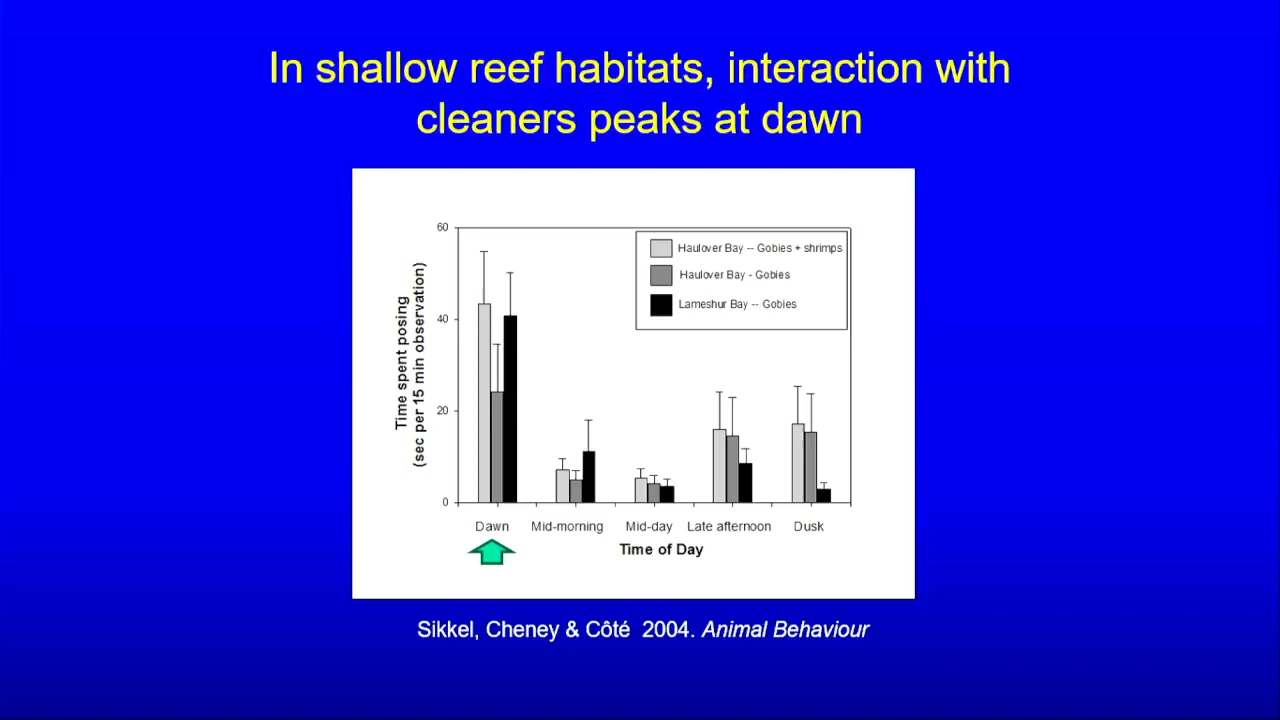 In shallow reef habitats, interaction with
cleaners peaks at dawn
60
40
20
0
Time spent posing
(sec per 15 min observation)
Haulover Bay -- Gobies + shrimps
Haulover Bay - Gobies
Lameshur Bay -- Gobies
Dawn Mid-morning Mid-day Late afternoon Dusk
Time of Day
Sikkel, Cheney & Côté 2004. Animal Behaviour